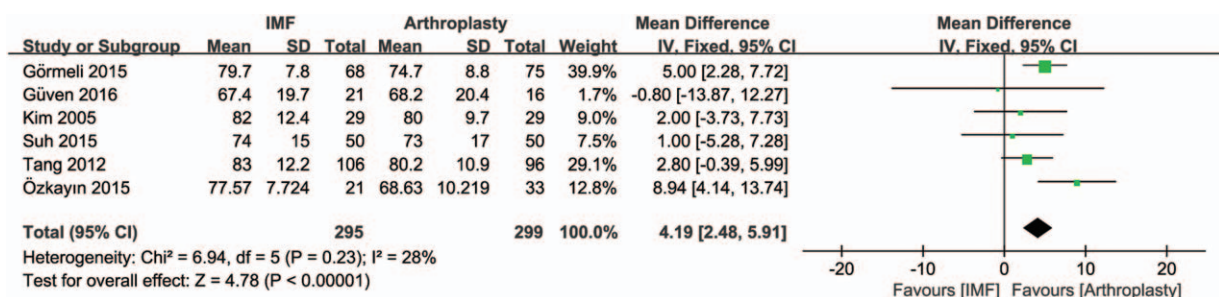 IMF Arthroplasty Mean Difference Mean Difference
Study or Subgroup Mean SD Total Mean SD Total Weight IV. Fixed. 95% CI IV. Fixed. 95% CI
Görmeli 2015 79.7 7.8 68 74.7 8.8 75 39.9% 5.00 [2.28, 7.72]
Güven 2016 67.4 19.7 21 68.2 20.4 16 1.7% -0.80 [-13.87, 12.27]
Kim 2005 82 12.4 29 80 9.7 29 9.0% 2.00 [-3.73, 7.73]
Suh 2015 74 15 50 73 17 50 7.5% 1.00 [-5.28, 7.28]
Tang 2012 83 12.2 106 80.2 10.9 96 29.1% 2.80 [-0.39, 5.99]
Özkayın 2015 77.57 7.724 21 68.63 10.219 33 12.8% 8.94 [4.14, 13.74]
Total (95% CI) 295 299 100.0% 4.19 [2.48, 5.91]
Heterogeneity: Chi² = 6.94, df = 5 (P = 0.23); I² = 28%
Test for overall effect: Z = 4.78 (P < 0.00001)
-20 -10 0 10 20
Favours [IMF] Favours [Arthroplasty]